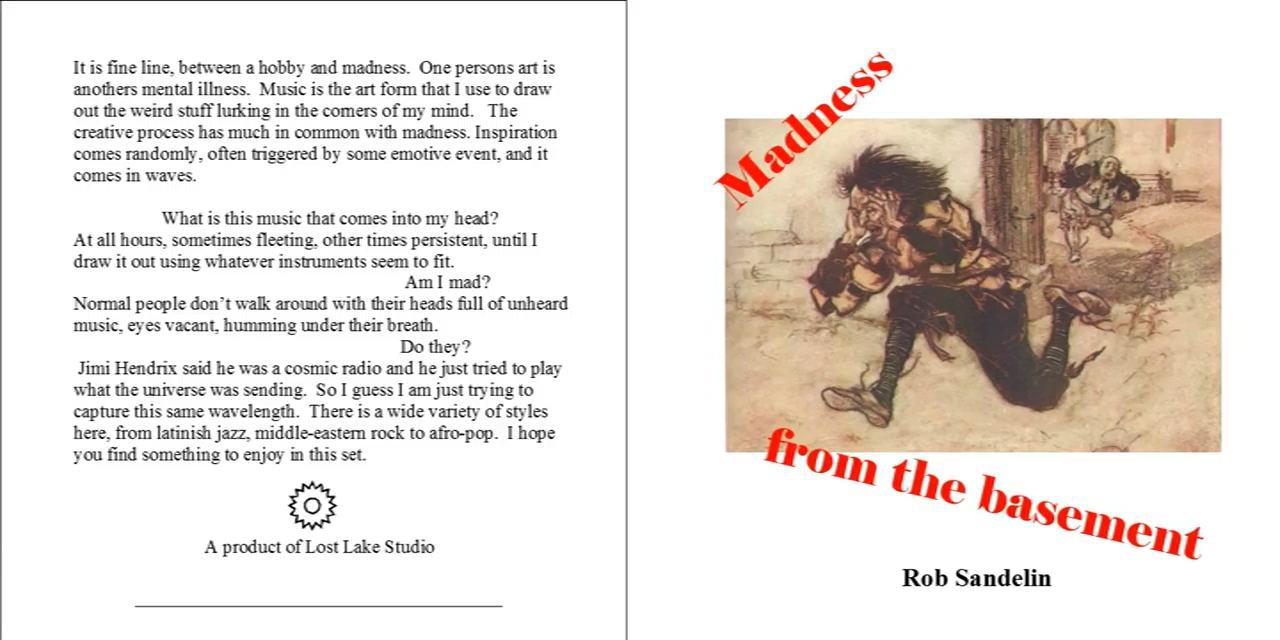 It is fine line, between a hobby and madness.  One persons art is
anothers mental illness.  Music is the art form that I use to draw
out the weird stuff lurking in the corners of my mind.   The
creative process has much in common with madness. Inspiration
comes randomly, often triggered by some emotive event, and it
comes in waves.
What is this music that comes into my head?
At all hours, sometimes fleeting, other times persistent, until I
draw it out using whatever instruments seem to fit.
Am I mad?
Normal people don’t walk around with their heads full of unheard
music, eyes vacant, humming under their breath.
Do they?
Jimi Hendrix said he was a cosmic radio and he just tried to play
what the universe was sending.  So I guess I am just trying to
capture this same wavelength.  There is a wide variety of styles
here, from latinish jazz, middle-eastern rock to afro-pop.  I hope
you find something to enjoy in this set.
A product of Lost Lake Studio
Madness
from the basement
Rob Sandelin